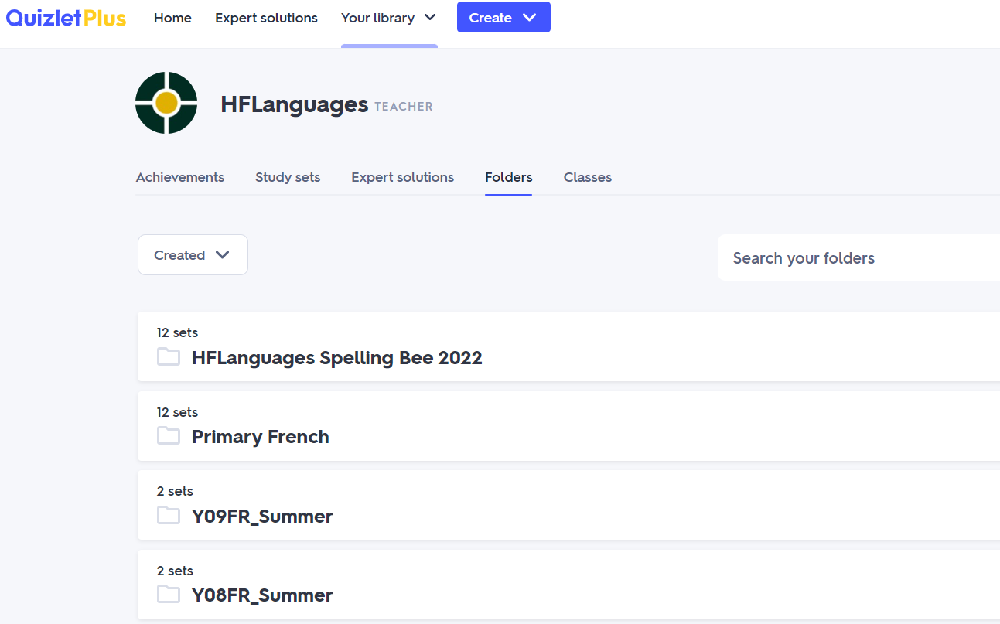 QuizletPlus Home Expert solutions Your library Create
HFLanguages TEACHER
Achievements Study sets Expert solutions Folders Classes
Created Search your folders
12 sets
HFLanguages Spelling Bee 2022
12 sets
Primary French
2 sets
Y09FR_Summer
2 sets
Y08FR_Summer